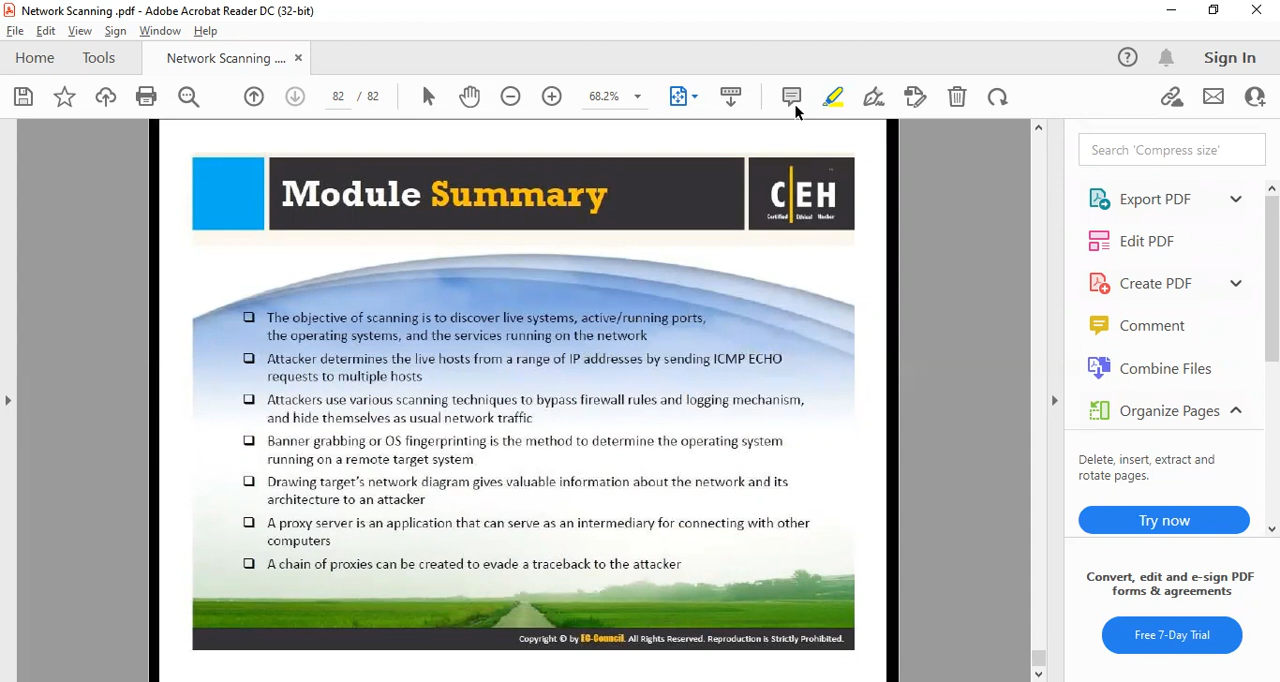 Network Scanning .pdf - Adobe Acrobat Reader DC (32-bit)
File Edit View Sign Window Help
Home Tools Network Scanning .... × Sign In
82 / 82 68.2%
Search 'Compress size'
Module Summary
C|EH
Certified Ethical Hacker
Export PDF
Edit PDF
Create PDF
Comment
Combine Files
Organize Pages
Delete, insert, extract and
rotate pages.
Try now
Convert, edit and e-sign PDF
forms & agreements
Free 7-Day Trial
The objective of scanning is to discover live systems, active/running ports,
the operating systems, and the services running on the network
Attacker determines the live hosts from a range of IP addresses by sending ICMP ECHO
requests to multiple hosts
Attackers use various scanning techniques to bypass firewall rules and logging mechanism,
and hide themselves as usual network traffic
Banner grabbing or OS fingerprinting is the method to determine the operating system
running on a remote target system
Drawing target's network diagram gives valuable information about the network and its
architecture to an attacker
A proxy server is an application that can serve as an intermediary for connecting with other
computers
A chain of proxies can be created to evade a traceback to the attacker
Copyright © by EC-Council. All Rights Reserved. Reproduction is Strictly Prohibited.